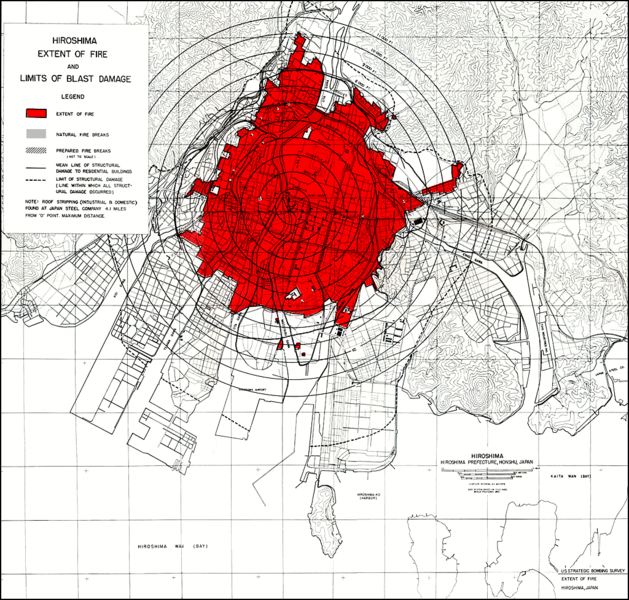 HIROSHIMA
EXTENT OF FIRE
AND
LIMITS OF BLAST DAMAGE
LEGEND
EXTENT OF FIRE
NATURAL FIRE BREAKS
PREPARED FIRE BREAKS
(NOT TO SCALE)
MEAN LINE OF STRUCTURAL
DAMAGE TO RESIDENTIAL BUILDINGS
LIMIT OF STRUCTURAL DAMAGE
(LINE WITHIN WHICH ALL STRUCT-
URAL DAMAGE OCCURRED)
NOTE: ROOF STRIPPING (INDUSTRIAL & DOMESTIC)
FOUND AT JAPAN STEEL COMPANY 4.1 MILES
FROM "O" POINT. MAXIMUM DISTANCE.
HIROSHIMA
HIROSHIMA PREFECTURE, HONSHU, JAPAN
KAITA WAN (BAY)
HIROSHIMA KO
(HARBOR)
HIROSHIMA WAN (BAY)
U.S. STRATEGIC BOMBING SURVEY
EXTENT OF FIRE
HIROSHIMA, JAPAN